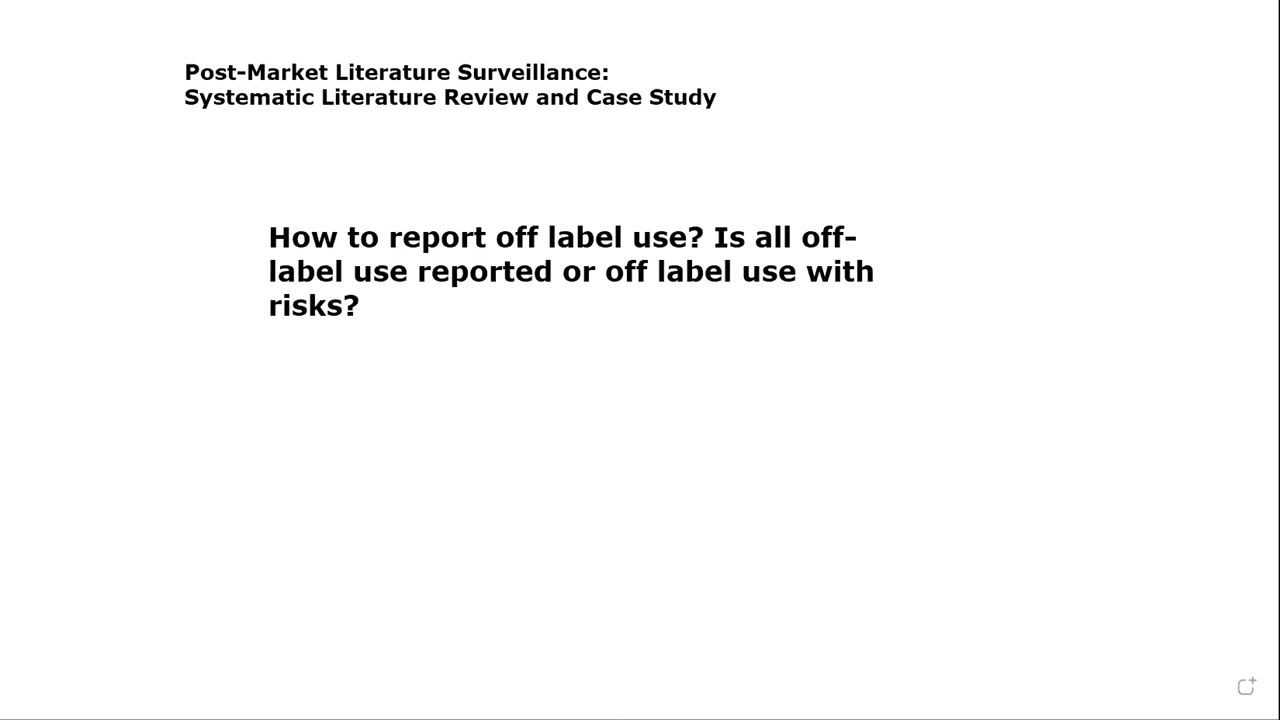 Post-Market Literature Surveillance:
Systematic Literature Review and Case Study
How to report off label use? Is all off-
label use reported or off label use with
risks?